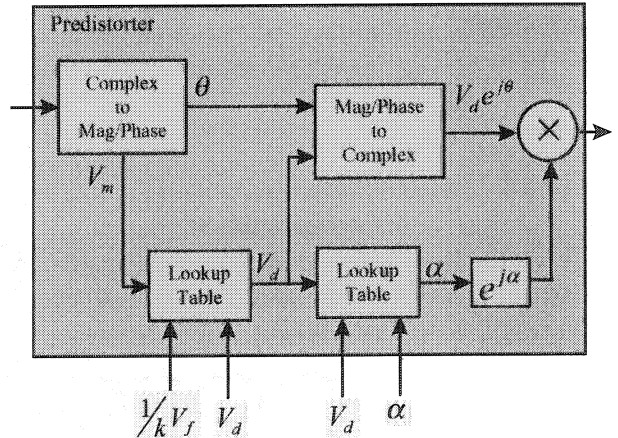 Predistorter
Complex
to
Mag/Phase
θ
Mag/Phase
to
Complex
V_d e^{jθ}
×
V_m
Lookup
Table
V_d
Lookup
Table
α
e^{jα}
1/k V_f
V_d
V_d
α